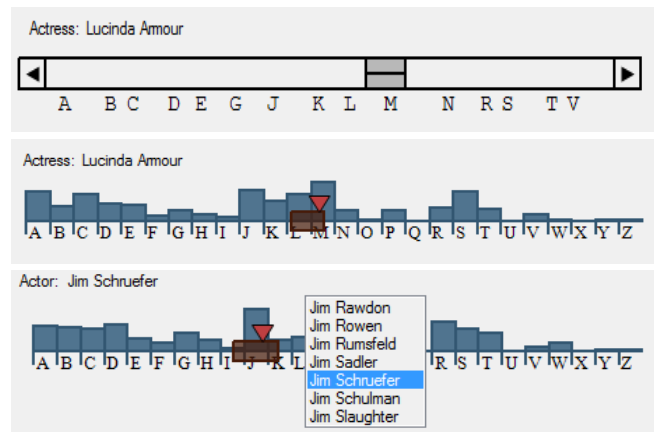 Actress: Lucinda Armour
A B C D E G J K L M N R S T V
Actress: Lucinda Armour
A B C D E F G H I J K L M N O P Q R S T U V W X Y Z
Actor: Jim Schruefer
Jim Rawdon
Jim Rowen
Jim Rumsfeld
Jim Sadler
Jim Schruefer
Jim Schulman
Jim Slaughter
A B C D E F G H I J K L R S T U V W X Y Z